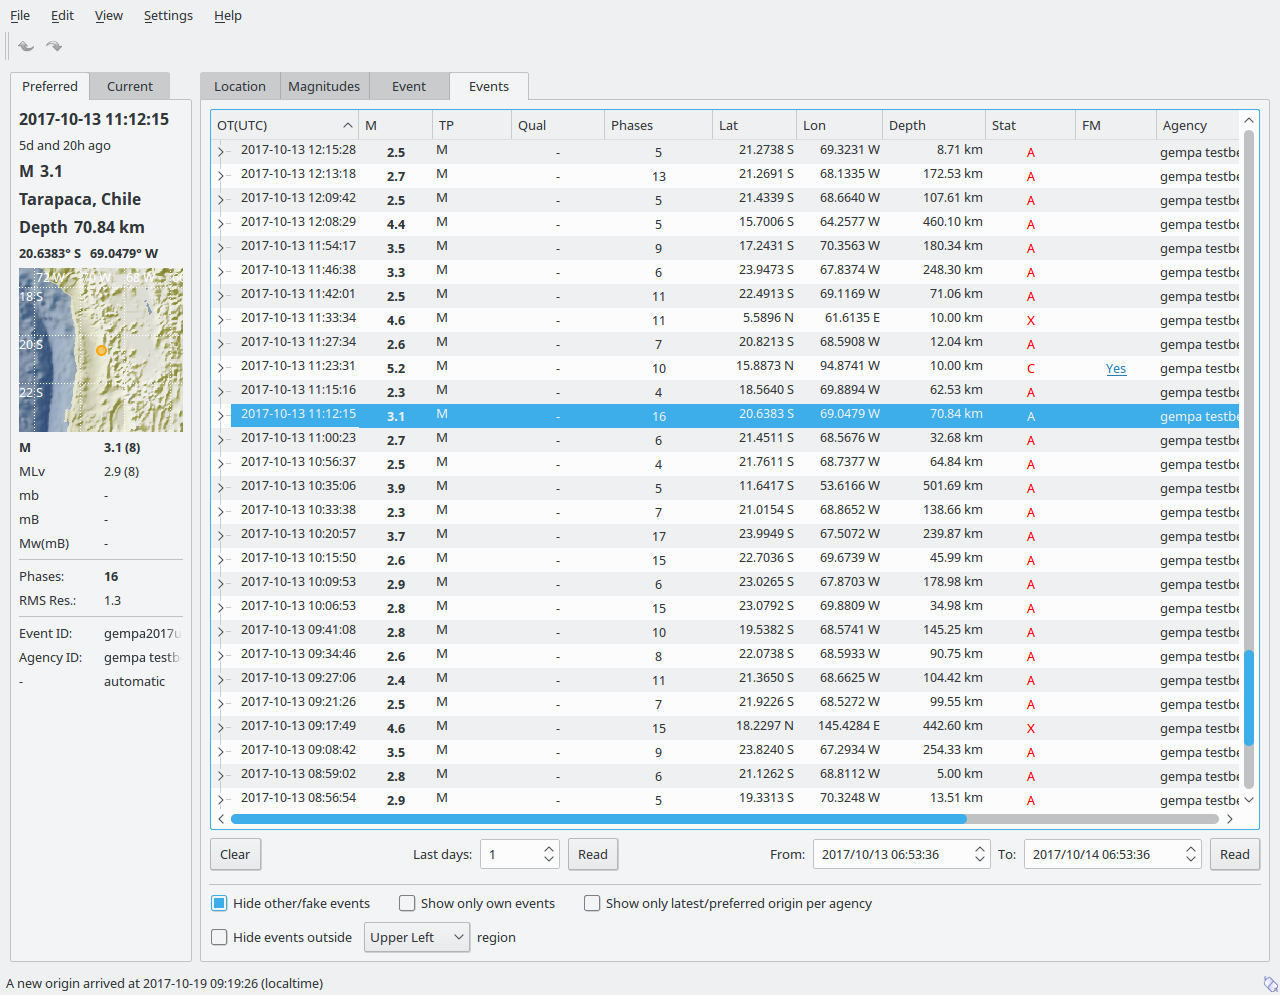 File Edit View Settings Help
Preferred Current
2017-10-13 11:12:15
5d and 20h ago
M 3.1
Tarapaca, Chile
Depth 70.84 km
20.6383° S 69.0479° W
18 S
20 S
22 S
M 3.1 (8)
MLv 2.9 (8)
mb -
mB -
Mw(mB) -
Phases: 16
RMS Res.: 1.3
Event ID: gempa2017u
Agency ID: gempa testb
- automatic
Location Magnitudes Event Events
OT(UTC) M TP Qual Phases Lat Lon Depth Stat FM Agency
2017-10-13 12:15:28 2.5 M - 5 21.2738 S 69.3231 W 8.71 km A gempa testbe
2017-10-13 12:13:18 2.7 M - 13 21.2691 S 68.1335 W 172.53 km A gempa testbe
2017-10-13 12:09:42 2.5 M - 5 21.4339 S 68.6640 W 107.61 km A gempa testbe
2017-10-13 12:08:29 4.4 M - 5 15.7006 S 64.2577 W 460.10 km A gempa testbe
2017-10-13 11:54:17 3.5 M - 9 17.2431 S 70.3563 W 180.34 km A gempa testbe
2017-10-13 11:46:38 3.3 M - 6 23.9473 S 67.8374 W 248.30 km A gempa testbe
2017-10-13 11:42:01 2.5 M - 11 22.4913 S 69.1169 W 71.06 km A gempa testbe
2017-10-13 11:33:34 4.6 M - 11 5.5896 N 61.6135 E 10.00 km X gempa testbe
2017-10-13 11:27:34 2.6 M - 7 20.8213 S 68.5908 W 12.04 km A gempa testbe
2017-10-13 11:23:31 5.2 M - 10 15.8873 N 94.8741 W 10.00 km C Yes gempa testbe
2017-10-13 11:15:16 2.3 M - 4 18.5640 S 69.8894 W 62.53 km A gempa testbe
2017-10-13 11:12:15 3.1 M - 16 20.6383 S 69.0479 W 70.84 km A gempa testbe
2017-10-13 11:00:23 2.7 M - 6 21.4511 S 68.5676 W 32.68 km A gempa testbe
2017-10-13 10:56:37 2.5 M - 4 21.7611 S 68.7377 W 64.84 km A gempa testbe
2017-10-13 10:35:06 3.9 M - 5 11.6417 S 53.6166 W 501.69 km A gempa testbe
2017-10-13 10:33:38 2.3 M - 7 21.0154 S 68.8652 W 138.66 km A gempa testbe
2017-10-13 10:20:57 3.7 M - 17 23.9949 S 67.5072 W 239.87 km A gempa testbe
2017-10-13 10:15:50 2.6 M - 15 22.7036 S 69.6739 W 45.99 km A gempa testbe
2017-10-13 10:09:53 2.9 M - 6 23.0265 S 67.8703 W 178.98 km A gempa testbe
2017-10-13 10:06:53 2.8 M - 15 23.0792 S 69.8809 W 34.98 km A gempa testbe
2017-10-13 09:41:08 2.8 M - 10 19.5382 S 68.5741 W 145.25 km A gempa testbe
2017-10-13 09:34:46 2.6 M - 8 22.0738 S 68.5933 W 90.75 km A gempa testbe
2017-10-13 09:27:06 2.4 M - 11 21.3650 S 68.6625 W 104.42 km A gempa testbe
2017-10-13 09:21:26 2.5 M - 7 21.9226 S 68.5272 W 99.55 km A gempa testbe
2017-10-13 09:17:49 4.6 M - 15 18.2297 N 145.4284 E 442.60 km X gempa testbe
2017-10-13 09:08:42 3.5 M - 9 23.8240 S 67.2934 W 254.33 km A gempa testbe
2017-10-13 08:59:02 2.8 M - 6 21.1262 S 68.8112 W 5.00 km A gempa testbe
2017-10-13 08:56:54 2.9 M - 5 19.3313 S 70.3248 W 13.51 km A gempa testbe
Clear Last days: 1 Read From: 2017/10/13 06:53:36 To: 2017/10/14 06:53:36 Read
Hide other/fake events Show only own events Show only latest/preferred origin per agency
Hide events outside Upper Left region
A new origin arrived at 2017-10-19 09:19:26 (localtime)